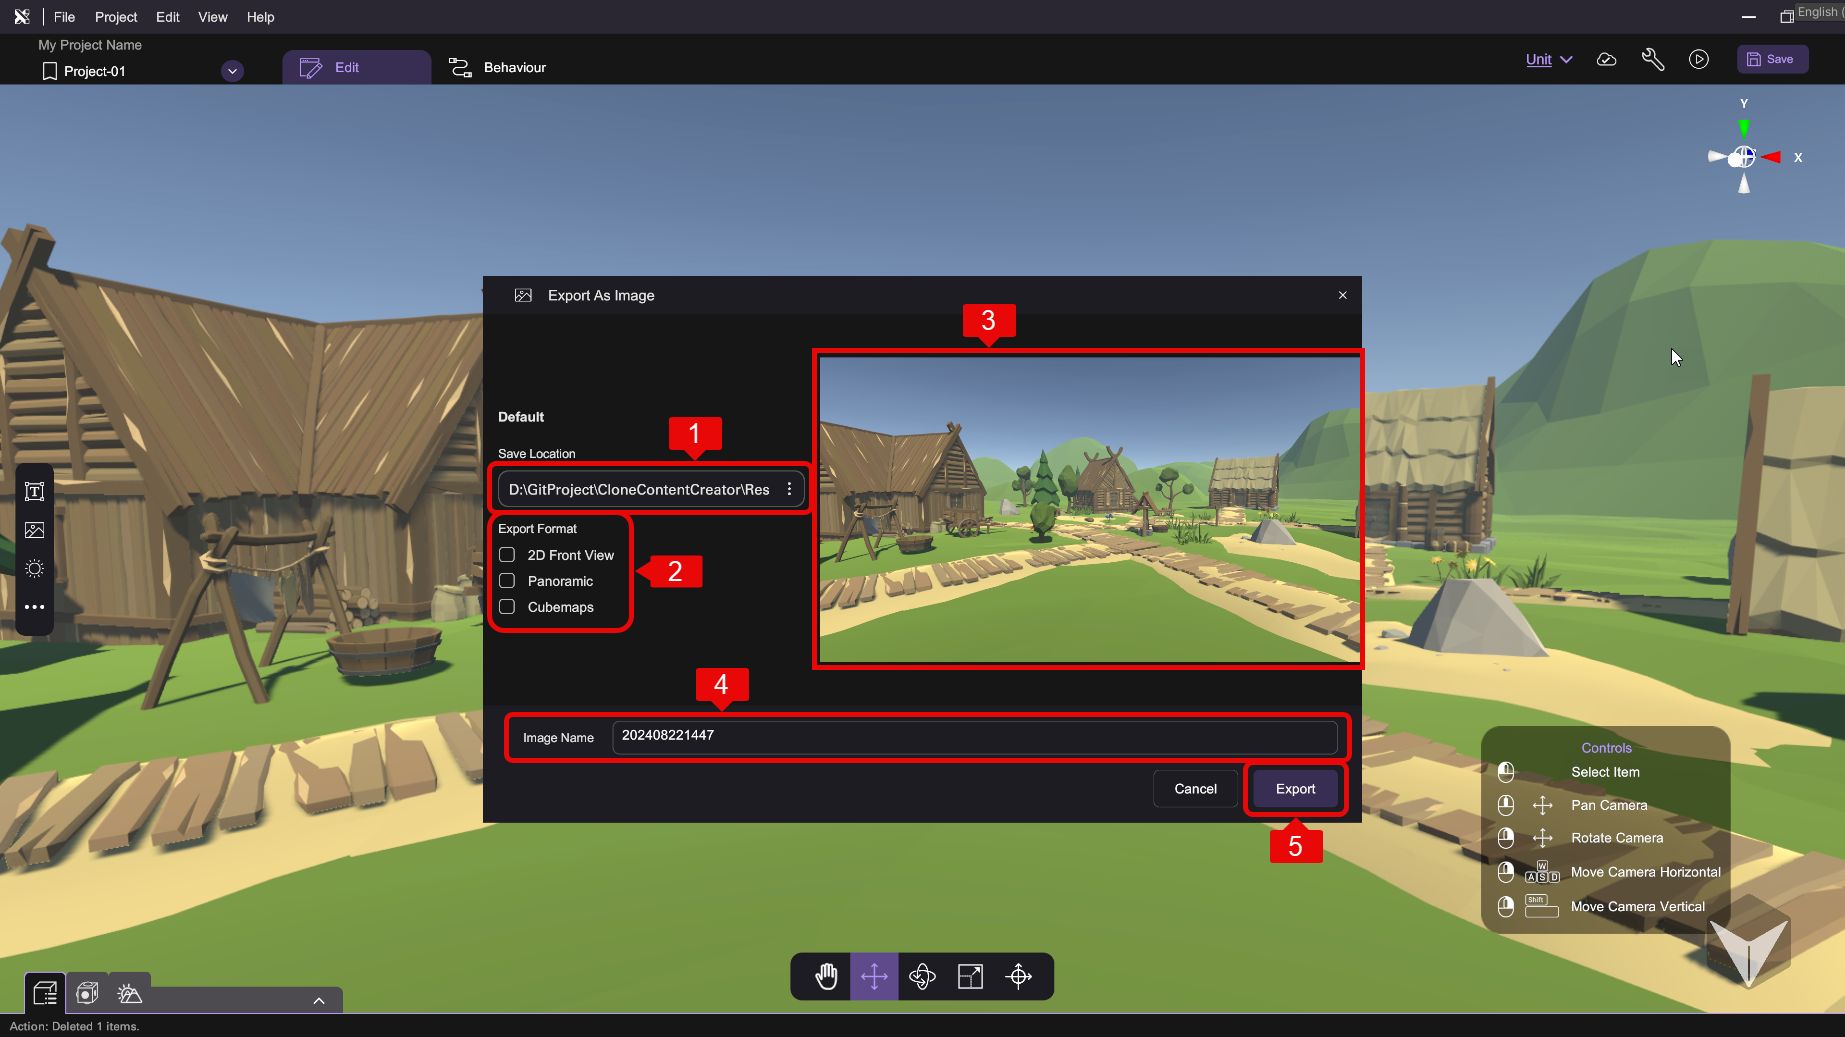 File Project Edit View Help
English (
My Project Name
Project-01
Edit
Behaviour
Unit
Save
Y
X
Export As Image
3
Default
1
Save Location
D:\GitProject\CloneContentCreator\Res
Export Format
2D Front View
2
Panoramic
Cubemaps
4
Image Name 202408221447
Cancel Export
5
Controls
Select Item
Pan Camera
Rotate Camera
W
A S D Move Camera Horizontal
Shift Move Camera Vertical
Action: Deleted 1 items.